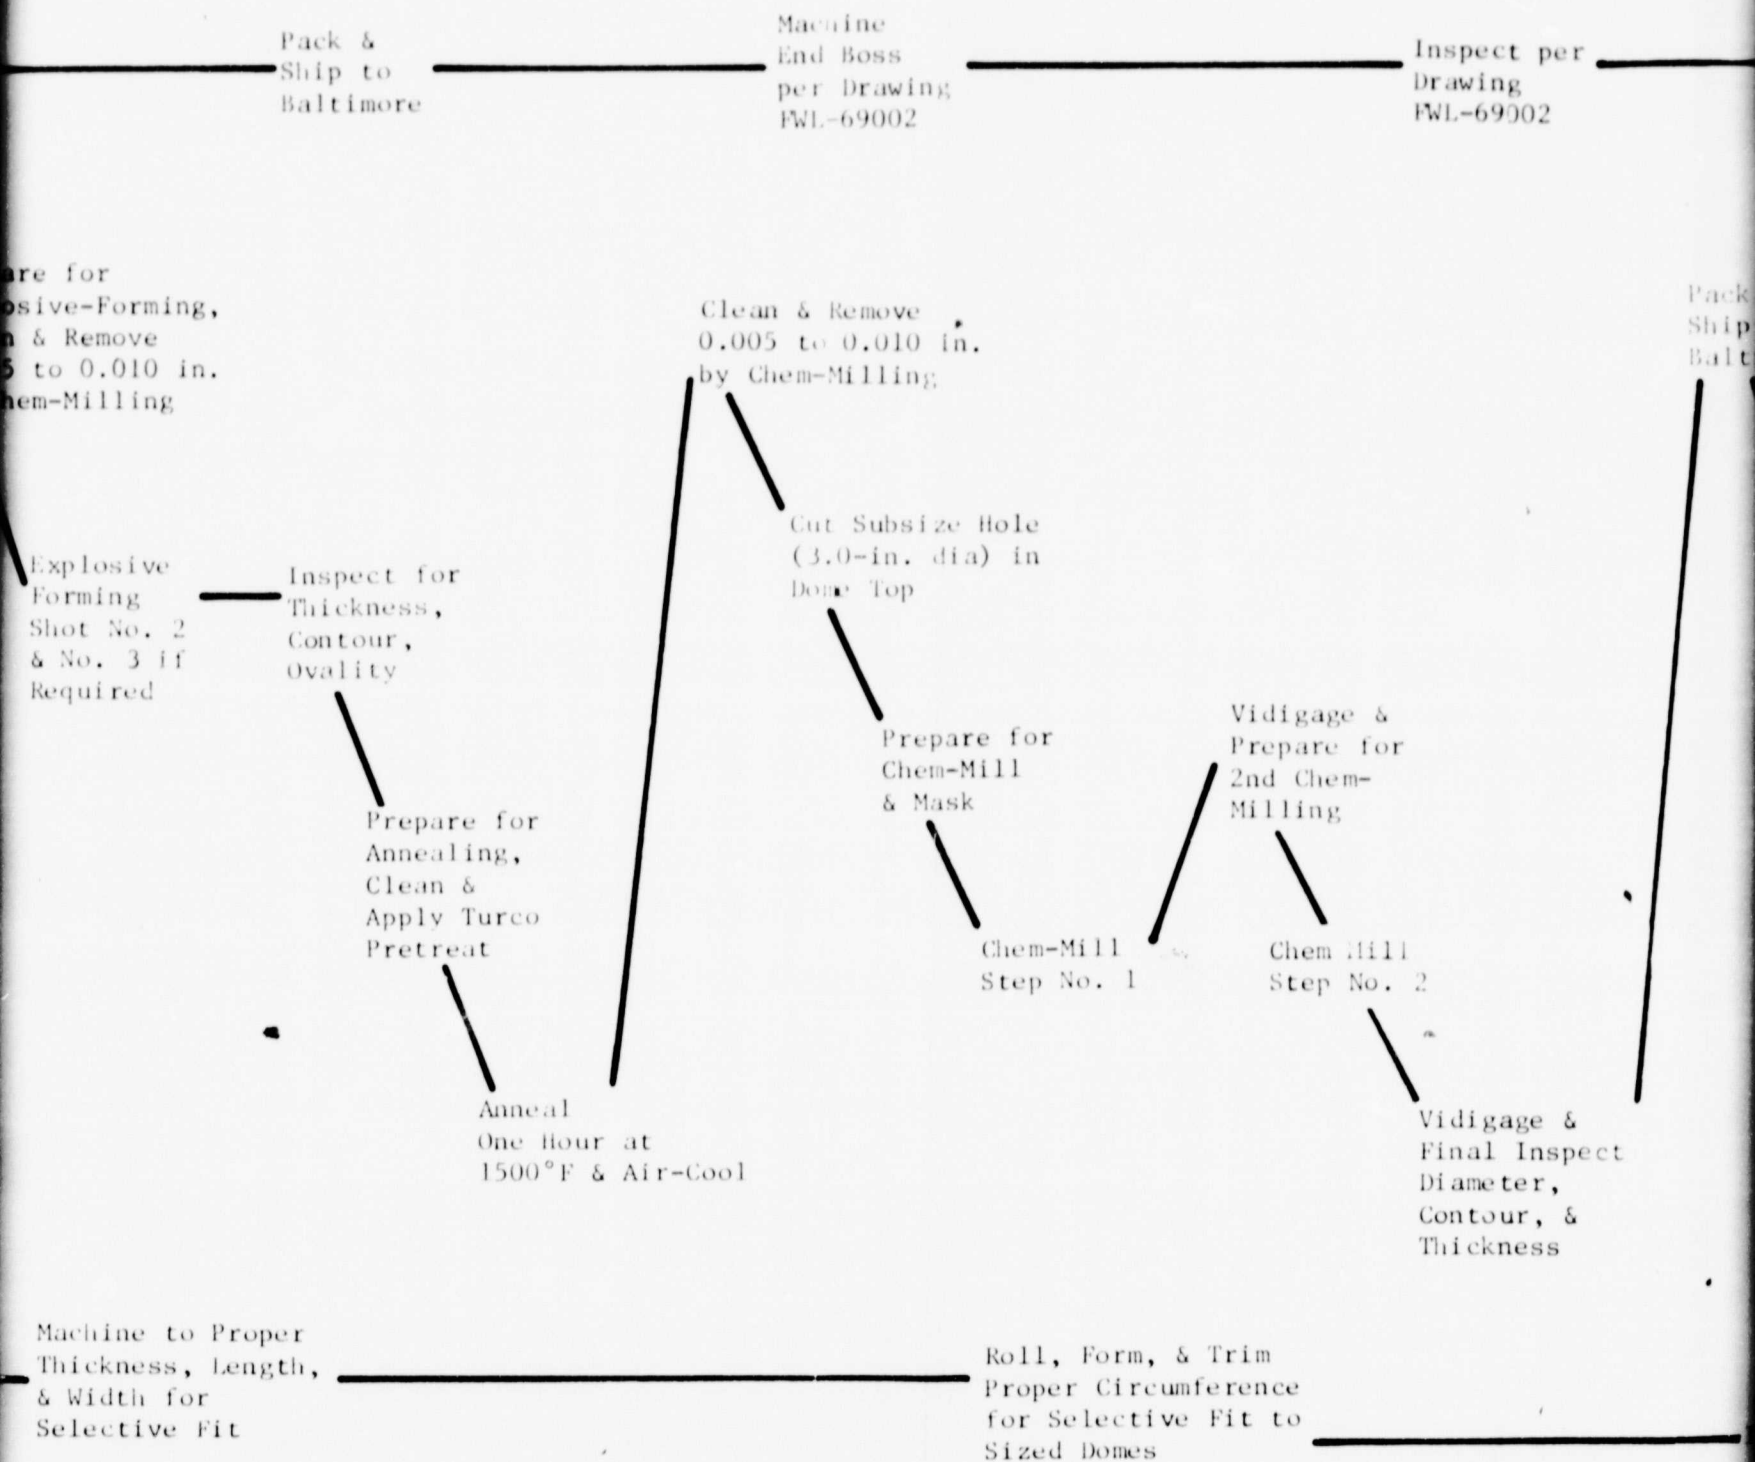 Pack &
Ship to
Baltimore
Machine
End Boss
per Drawing
FWL-69002
Inspect per
Drawing
FWL-69002
are for
osive-Forming,
n & Remove
5 to 0.010 in.
hem-Milling
Clean & Remove
0.005 to 0.010 in.
by Chem-Milling
Pack
Ship
Balt
Cut Subsize Hole
(3.0-in. dia) in
Dome Top
Explosive
Forming
Shot No. 2
& No. 3 if
Required
Inspect for
Thickness,
Contour,
Ovality
Prepare for
Chem-Mill
& Mask
Vidigage &
Prepare for
2nd Chem-
Milling
Prepare for
Annealing,
Clean &
Apply Turco
Pretreat
Chem-Mill
Step No. 1
Chem Mill
Step No. 2
Anneal
One Hour at
1500°F & Air-Cool
Vidigage &
Final Inspect
Diameter,
Contour, &
Thickness
Machine to Proper
Thickness, Length,
& Width for
Selective Fit
Roll, Form, & Trim
Proper Circumference
for Selective Fit to
Sized Domes